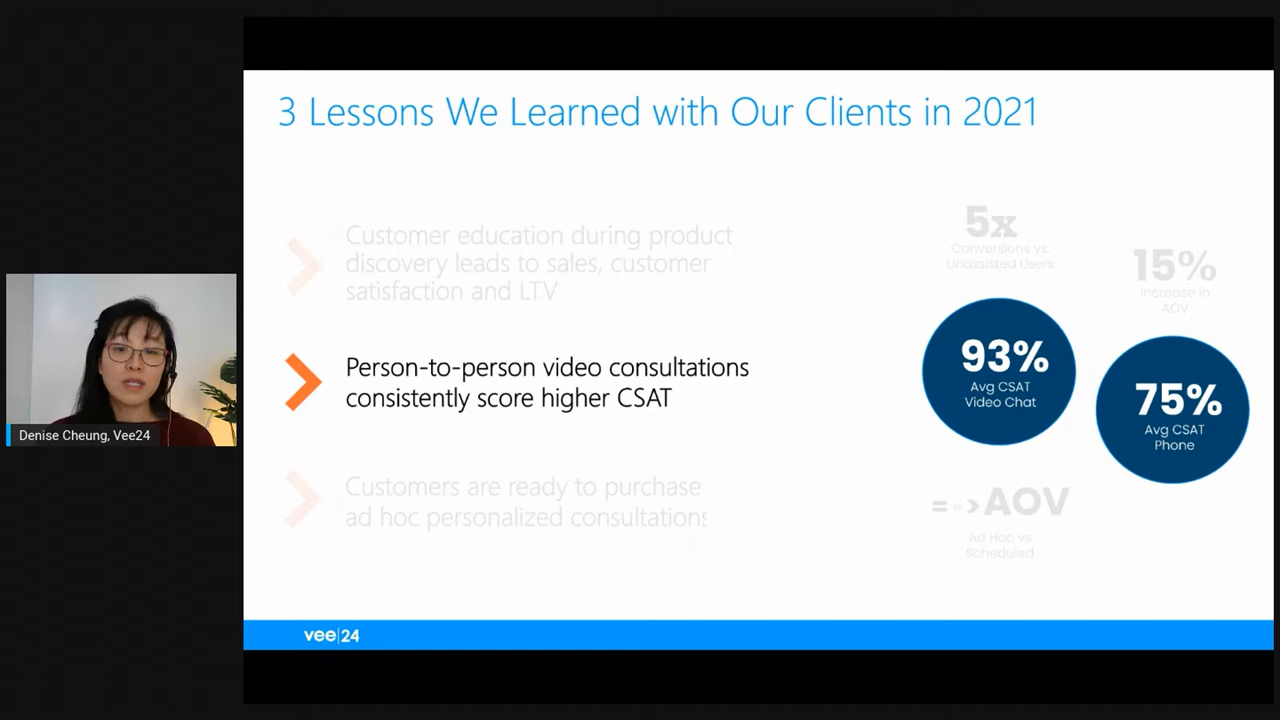 3 Lessons We Learned with Our Clients in 2021
Customer education during product
discovery leads to sales, customer
satisfaction and LTV
5x
Conversions vs.
Unassisted Users
15%
Increase in
AOV
Person-to-person video consultations
consistently score higher CSAT
93%
Avg CSAT
Video Chat
75%
Avg CSAT
Phone
Customers are ready to purchase
ad hoc personalized consultations
= or > AOV
Ad Hoc vs
Scheduled
Denise Cheung, Vee24
vee|24